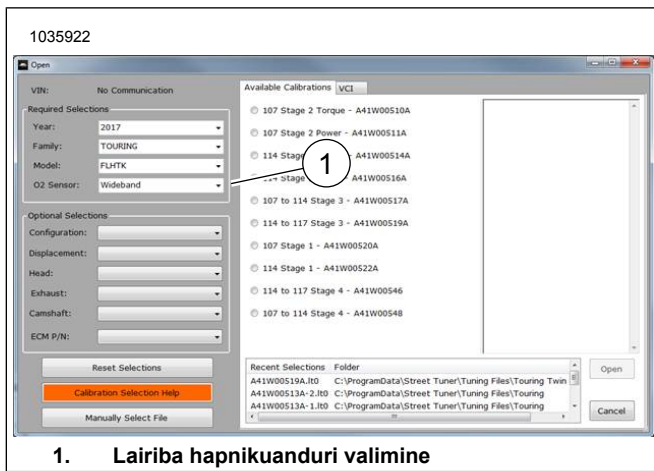 1035922
Open
VIN: No Communication
Required Selections
Year: 2017
Family: TOURING
Model: FLHTK
O2 Sensor: Wideband
Optional Selections
Configuration:
Displacement:
Head:
Exhaust:
Camshaft:
ECM P/N:
Reset Selections
Calibration Selection Help
Manually Select File
Available Calibrations VCI
107 Stage 2 Torque - A41W00510A
107 Stage 2 Power - A41W00511A
114 Stage - A41W00514A
114 Stage A41W00516A
107 to 114 Stage 3 - A41W00517A
114 to 117 Stage 3 - A41W00519A
107 Stage 1 - A41W00520A
114 Stage 1 - A41W00522A
114 to 117 Stage 4 - A41W00546
107 to 114 Stage 4 - A41W00548
1
Recent Selections Folder
A41W00519A.lt0 C:\ProgramData\Street Tuner\Tuning Files\Touring Twin
A41W00513A-2.lt0 C:\ProgramData\Street Tuner\Tuning Files\Touring
A41W00513A-1.lt0 C:\ProgramData\Street Tuner\Tuning Files\Touring
Open
Cancel
1. Lairiba hapnikuanduri valimine